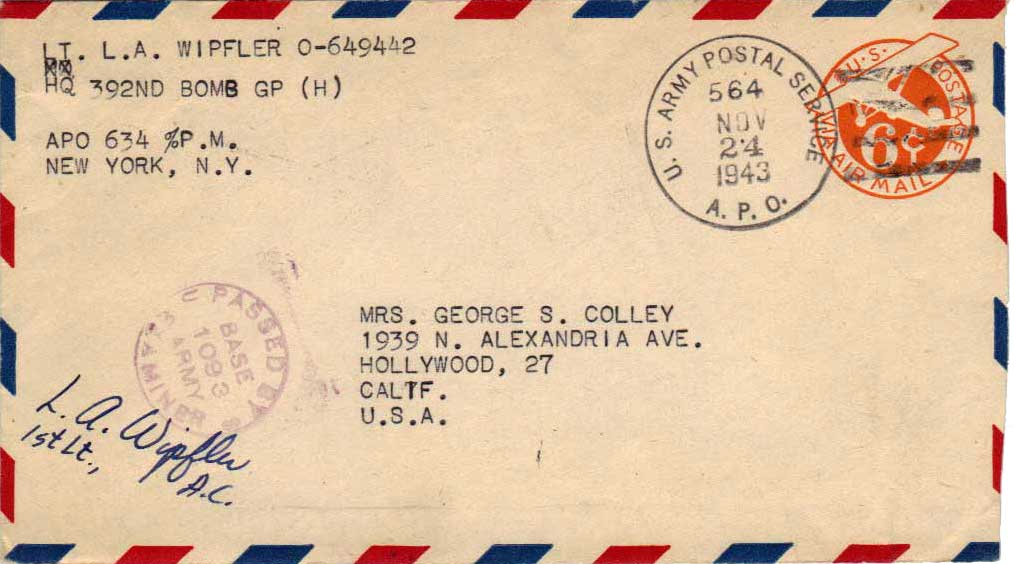 LT. L.A. WIPFLER O-649442
HQ 392ND BOMB GP (H)
APO 634 %P.M.
NEW YORK, N.Y.
U. S. ARMY POSTAL SERVICE
564
NOV
24
1943
A. P. O.
U.S. POSTAGE
6¢
VIA AIR MAIL
PASSED BY
BASE
1093
ARMY
EXAMINER
MRS. GEORGE S. COLLEY
1939 N. ALEXANDRIA AVE.
HOLLYWOOD, 27
CALIF.
U.S.A.
L. A. Wipfler
1st Lt.,
A.C.